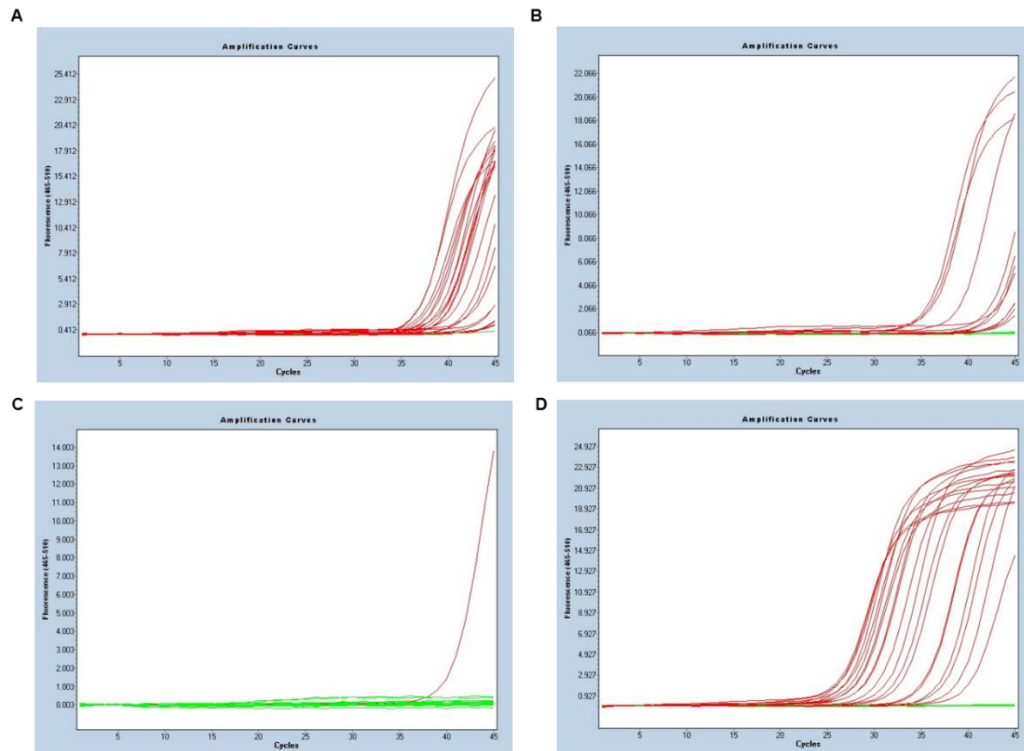 A
Amplification Curves
Fluorescence (465-510)
25.412
22.912
20.412
17.912
15.412
12.912
10.412
7.912
5.412
2.912
0.412
5 10 15 20 25 30 35 40 45
Cycles
B
Amplification Curves
Fluorescence (465-510)
22.066
20.066
18.066
16.066
14.066
12.066
10.066
8.066
6.066
4.066
2.066
0.066
5 10 15 20 25 30 35 40 45
Cycles
C
Amplification Curves
Fluorescence (465-510)
14.003
13.003
12.003
11.003
10.003
9.003
8.003
7.003
6.003
5.003
4.003
3.003
2.003
1.003
0.003
5 10 15 20 25 30 35 40 45
Cycles
D
Amplification Curves
Fluorescence (465-510)
24.927
22.927
20.927
18.927
16.927
14.927
12.927
10.927
8.927
6.927
4.927
2.927
0.927
5 10 15 20 25 30 35 40 45
Cycles